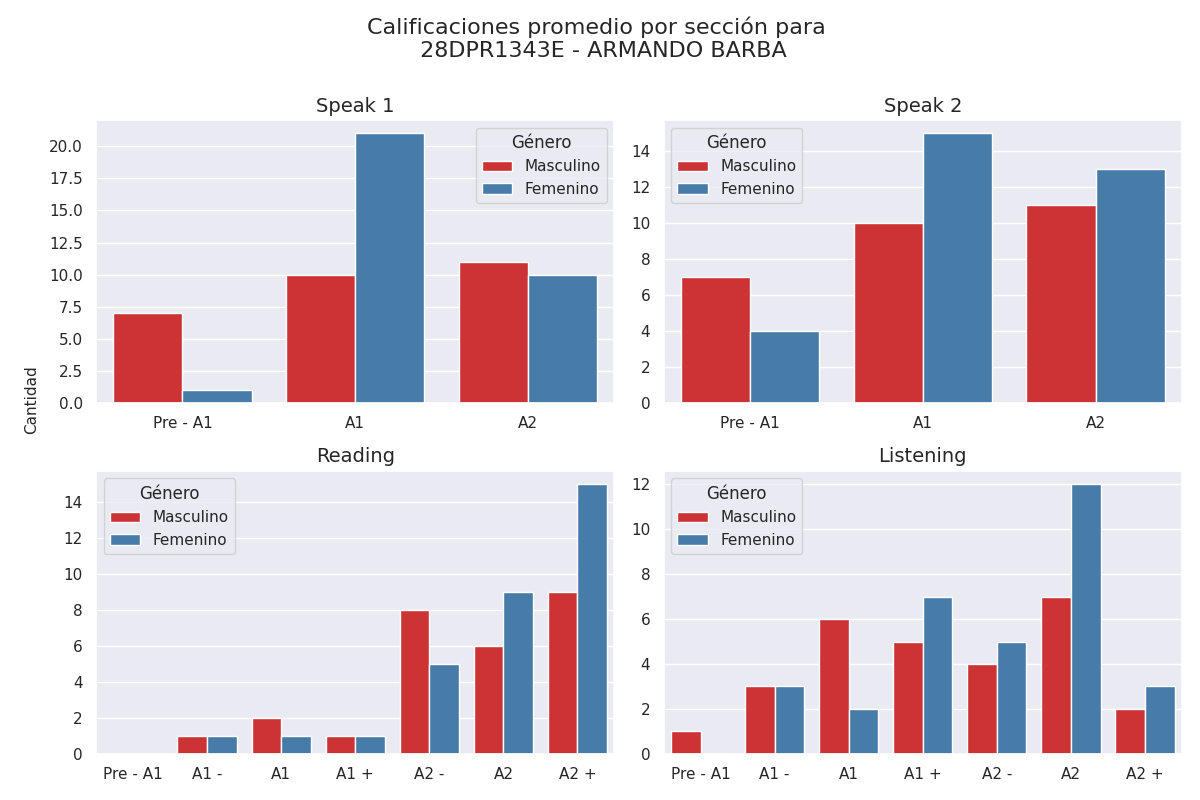 Calificaciones promedio por sección para
28DPR1343E - ARMANDO BARBA
Cantidad
Speak 1
20.0
17.5
15.0
12.5
10.0
7.5
5.0
2.5
0.0
Género
Masculino
Femenino
Pre - A1 A1 A2
Speak 2
14
12
10
8
6
4
2
0
Género
Masculino
Femenino
Pre - A1 A1 A2
Reading
14
12
10
8
6
4
2
0
Género
Masculino
Femenino
Pre - A1 A1 - A1 A1 + A2 - A2 A2 +
Listening
12
10
8
6
4
2
0
Género
Masculino
Femenino
Pre - A1 A1 - A1 A1 + A2 - A2 A2 +